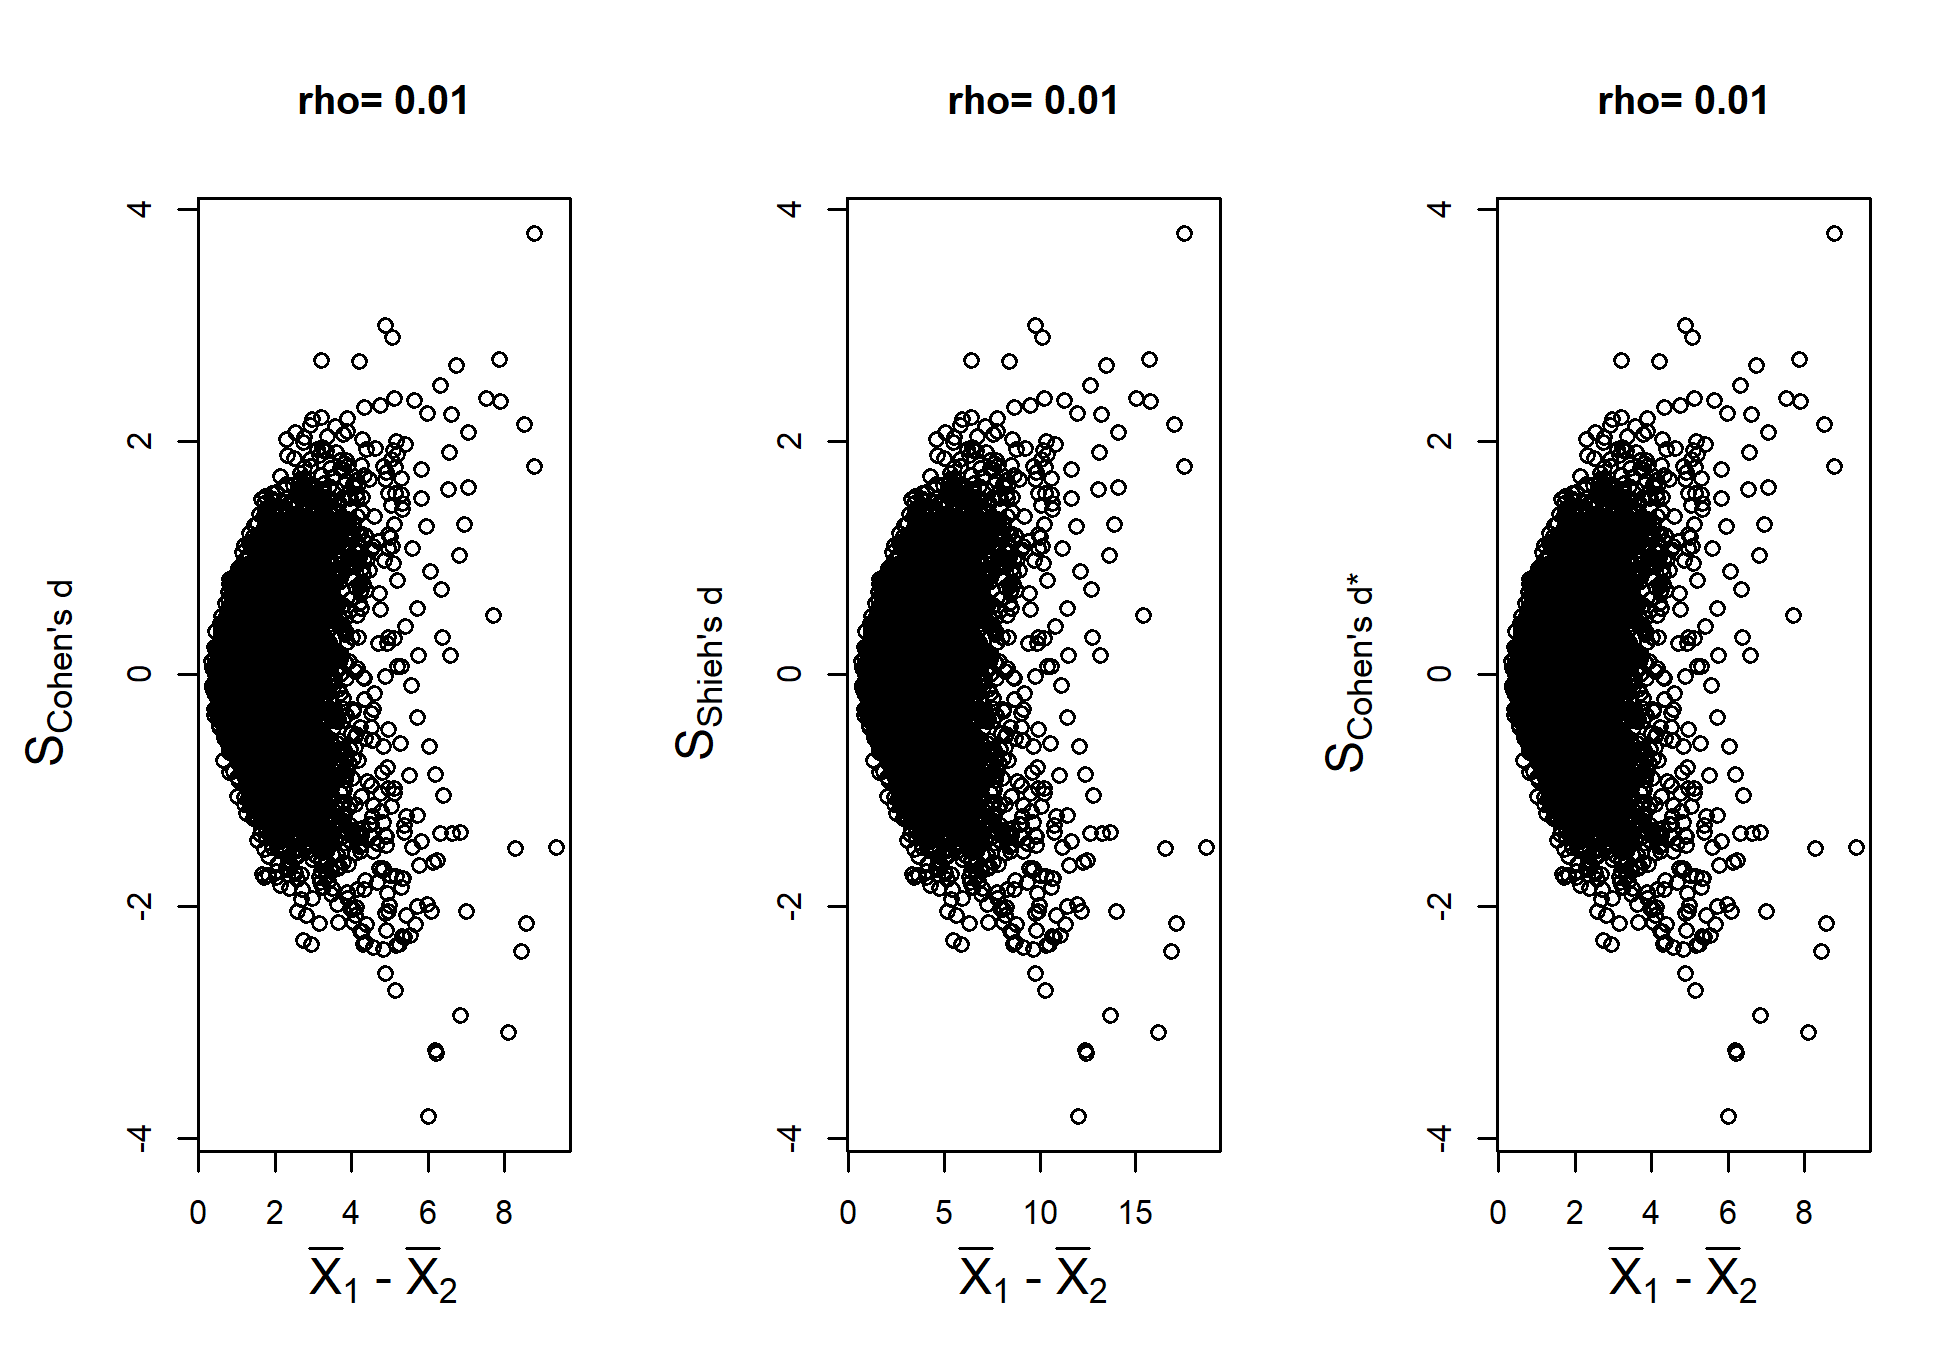 rho= 0.01
rho= 0.01
rho= 0.01
S_Cohen's d
4
2
0
-2
-4
0 2 4 6 8
X̅₁ - X̅₂
S_Shieh's d
4
2
0
-2
-4
0 5 10 15
X̅₁ - X̅₂
S_Cohen's d*
4
2
0
-2
-4
0 2 4 6 8
X̅₁ - X̅₂